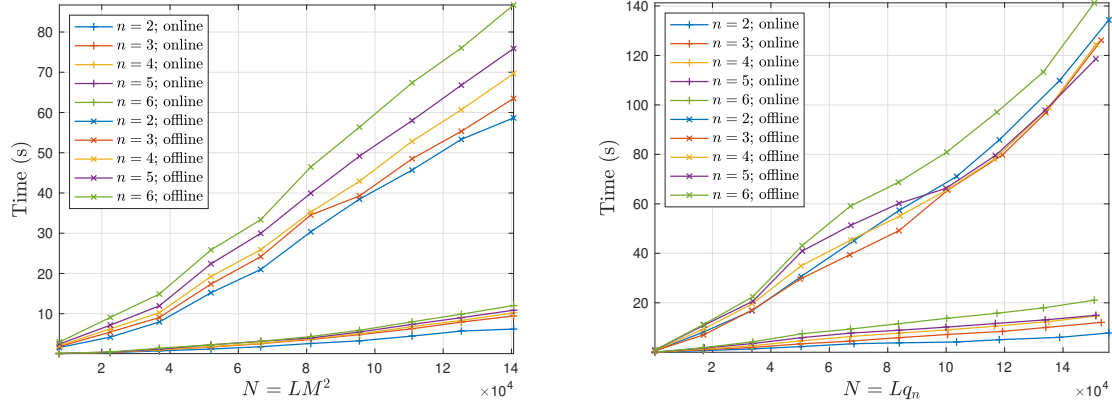 80
70
60
50
40
30
20
10
Time (s)
n = 2; online
n = 3; online
n = 4; online
n = 5; online
n = 6; online
n = 2; offline
n = 3; offline
n = 4; offline
n = 5; offline
n = 6; offline
2 4 6 8 10 12 14
×10⁴
N = LM²
140
120
100
80
60
40
20
Time (s)
n = 2; online
n = 3; online
n = 4; online
n = 5; online
n = 6; online
n = 2; offline
n = 3; offline
n = 4; offline
n = 5; offline
n = 6; offline
2 4 6 8 10 12 14
×10⁴
N = Lqₙ